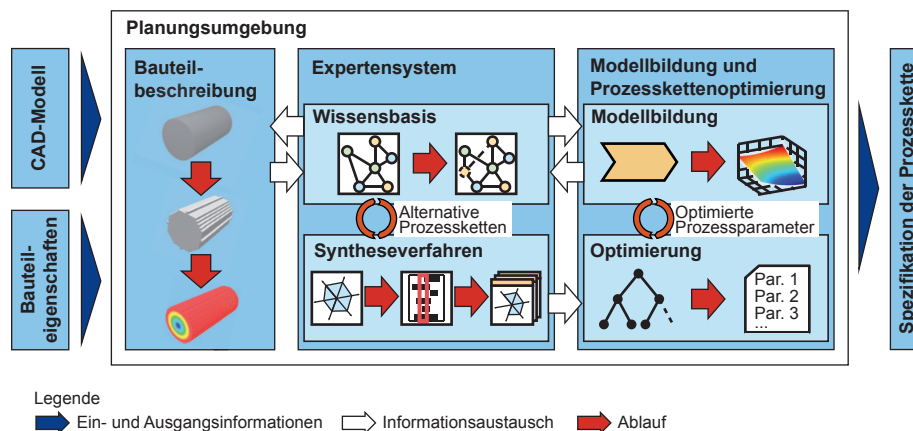 Planungsumgebung
CAD-Modell
Bauteil-
eigenschaften
Bauteil-
beschreibung
Expertensystem
Wissensbasis
Alternative
Prozessketten
Syntheseverfahren
Modellbildung und
Prozesskettenoptimierung
Modellbildung
Optimierte
Prozessparameter
Optimierung
Par. 1
Par. 2
Par. 3
...
Spezifikation der Prozesskette
Legende
Ein- und Ausgangsinformationen
Informationsaustausch
Ablauf